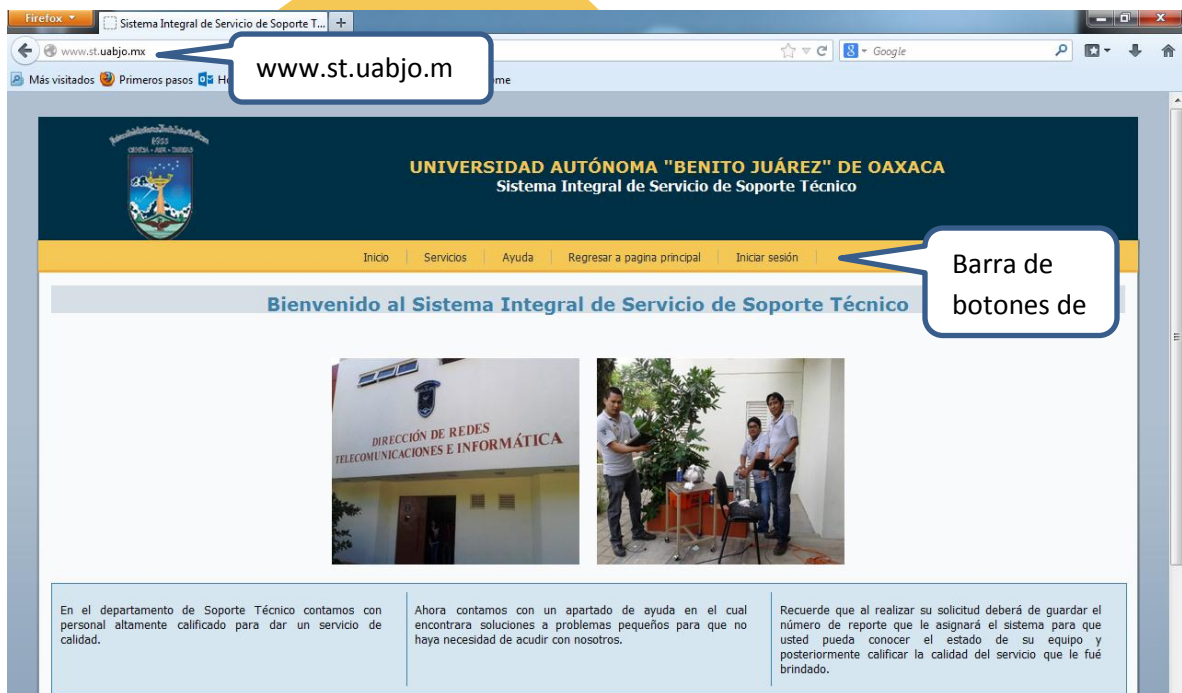 Firefox
Sistema Integral de Servicio de Soporte T...
www.st.uabjo.mx
Google
www.st.uabjo.m
Más visitados Primeros pasos
1955
CIENCIA - ARTE - LIBERTAD
UNIVERSIDAD AUTÓNOMA "BENITO JUÁREZ" DE OAXACA
Sistema Integral de Servicio de Soporte Técnico
Inicio Servicios Ayuda Regresar a pagina principal Iniciar sesión
Barra de
botones de
Bienvenido al Sistema Integral de Servicio de Soporte Técnico
DIRECCIÓN DE REDES
TELECOMUNICACIONES E INFORMÁTICA
En el departamento de Soporte Técnico contamos con
personal altamente calificado para dar un servicio de
calidad.
Ahora contamos con un apartado de ayuda en el cual
encontrara soluciones a problemas pequeños para que no
haya necesidad de acudir con nosotros.
Recuerde que al realizar su solicitud deberá de guardar el
número de reporte que le asignará el sistema para que
usted pueda conocer el estado de su equipo y
posteriormente calificar la calidad del servicio que le fué
brindado.